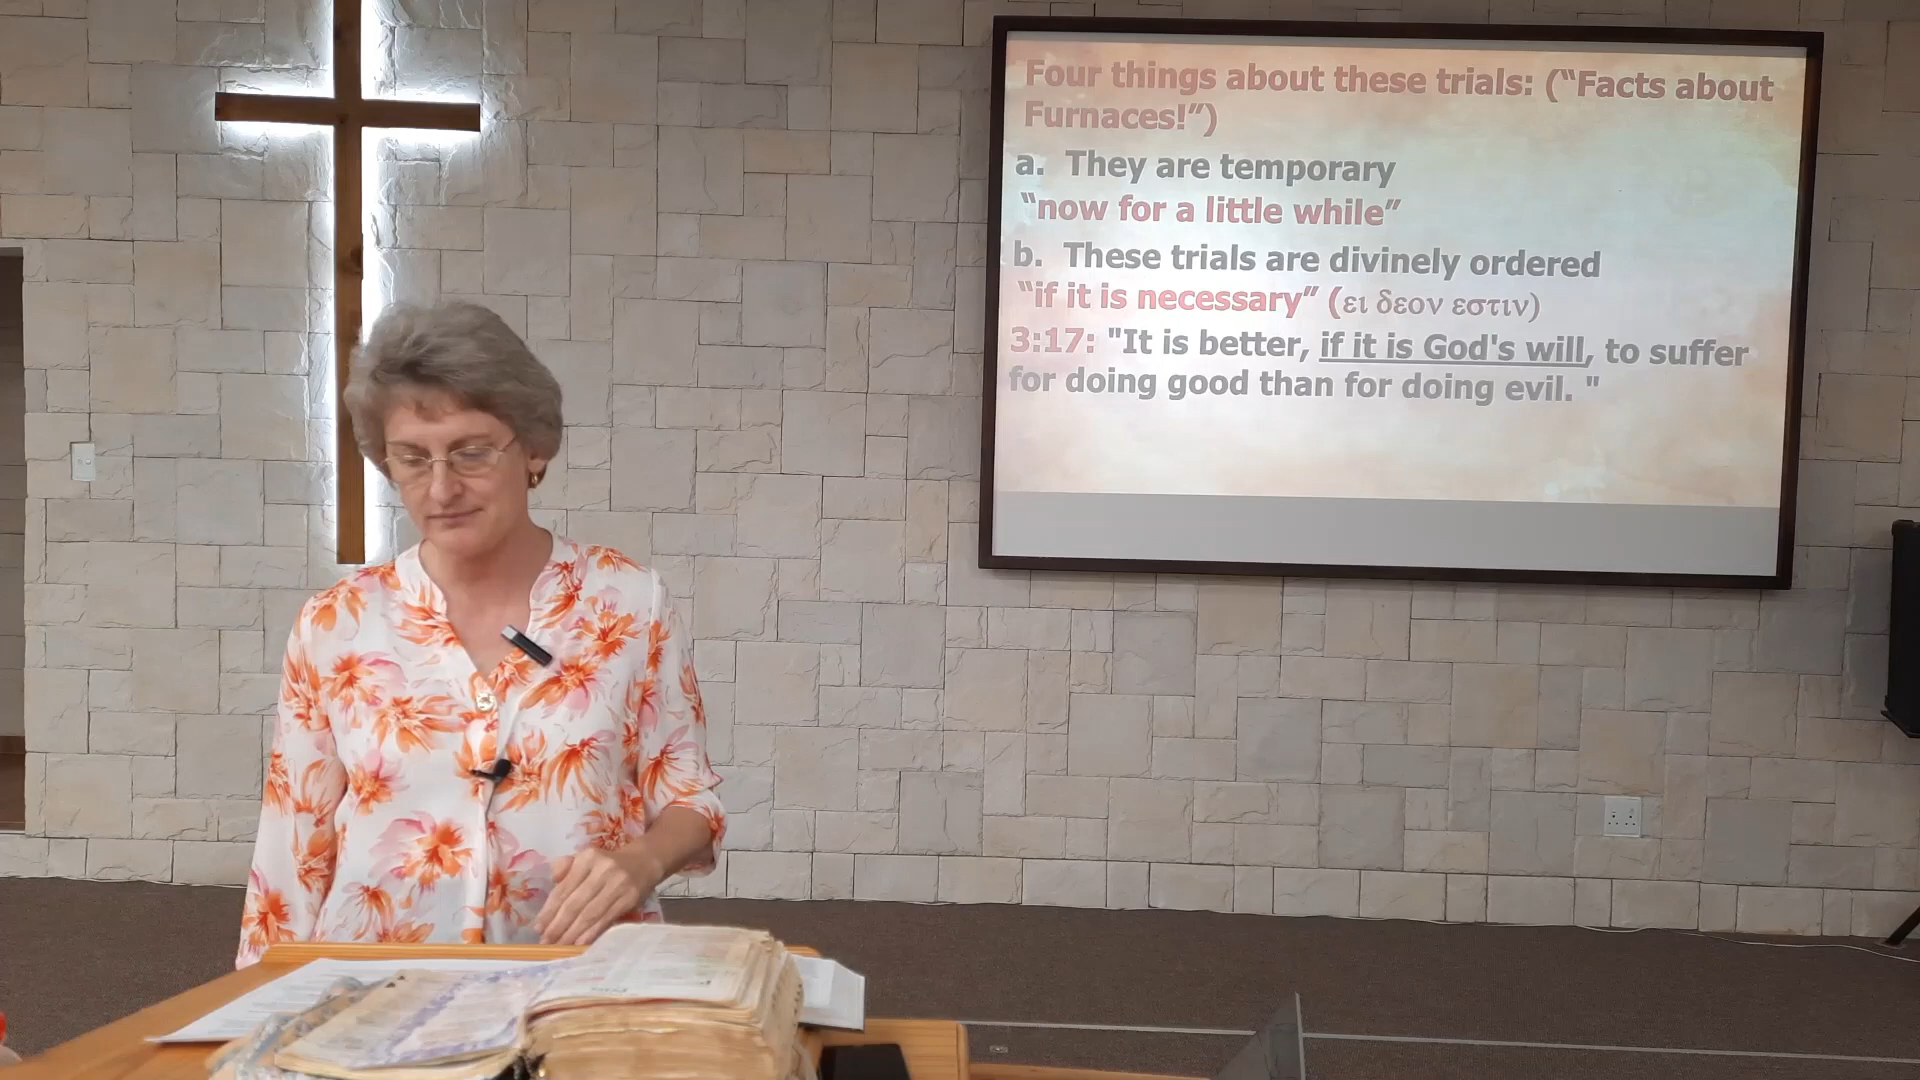 Four things about these trials: (“Facts about
Furnaces!”)
a. They are temporary
“now for a little while”
b. These trials are divinely ordered
“if it is necessary” (ει δεον εστιν)
3:17: "It is better, if it is God's will, to suffer
for doing good than for doing evil. "